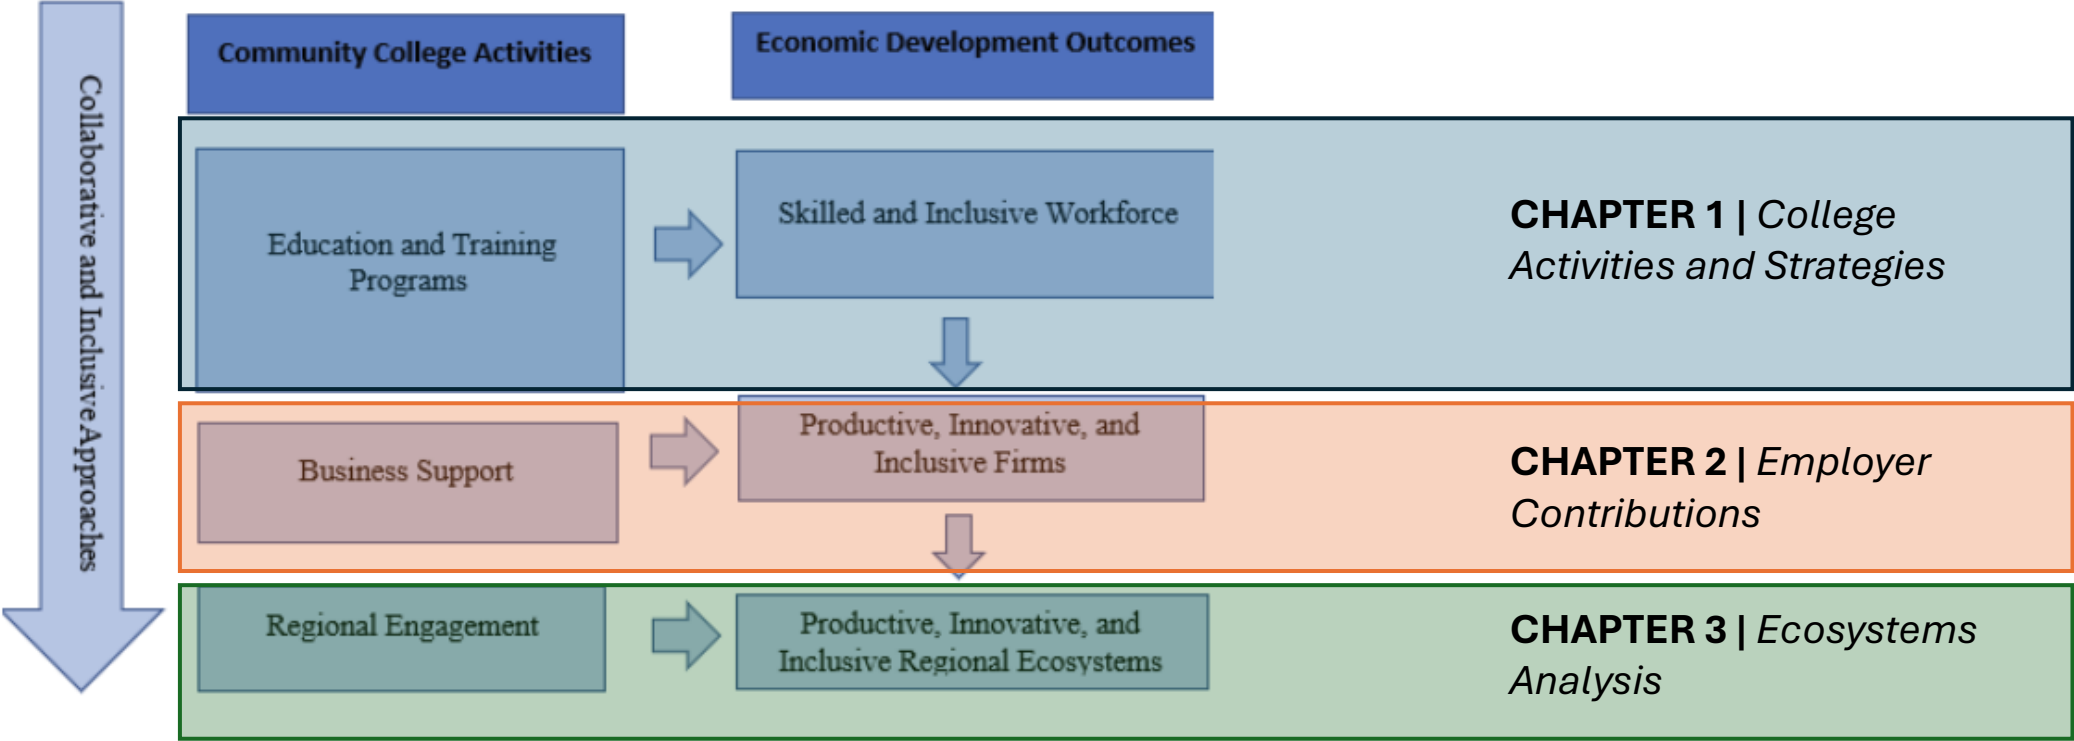 Collaborative and Inclusive Approaches
Community College Activities
Economic Development Outcomes
Education and Training
Programs
Skilled and Inclusive Workforce
CHAPTER 1 | College
Activities and Strategies
Business Support
Productive, Innovative, and
Inclusive Firms
CHAPTER 2 | Employer
Contributions
Regional Engagement
Productive, Innovative, and
Inclusive Regional Ecosystems
CHAPTER 3 | Ecosystems
Analysis